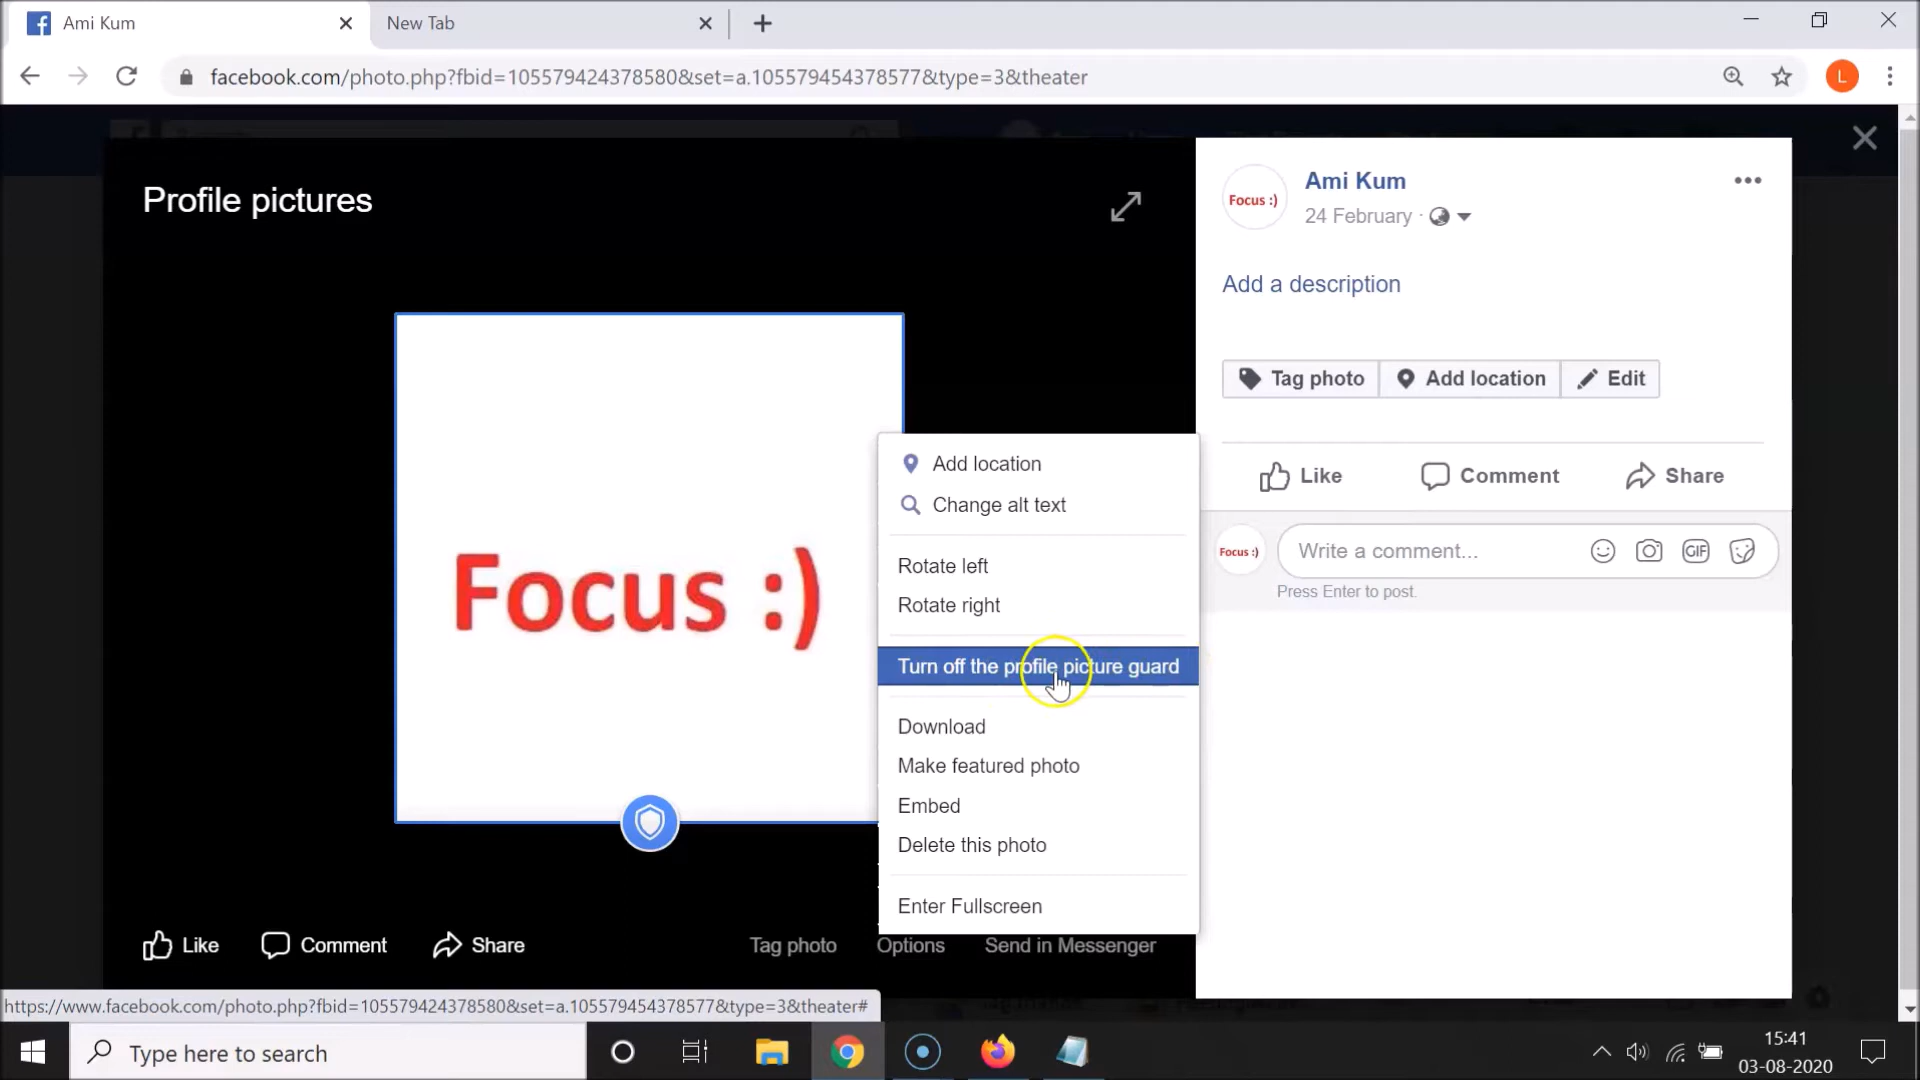 Ami Kum
New Tab
facebook.com/photo.php?fbid=105579424378580&set=a.105579454378577&type=3&theater
L
Profile pictures
Focus :)
Ami Kum
24 February ·
Add a description
Tag photo
Add location
Edit
Like
Comment
Share
Focus :)
Write a comment...
GIF
Press Enter to post.
Focus :)
Add location
Change alt text
Rotate left
Rotate right
Turn off the profile picture guard
Download
Make featured photo
Embed
Delete this photo
Enter Fullscreen
Like
Comment
Share
Tag photo
Options
Send in Messenger
https://www.facebook.com/photo.php?fbid=105579424378580&set=a.105579454378577&type=3&theater#
Type here to search
15:41
03-08-2020